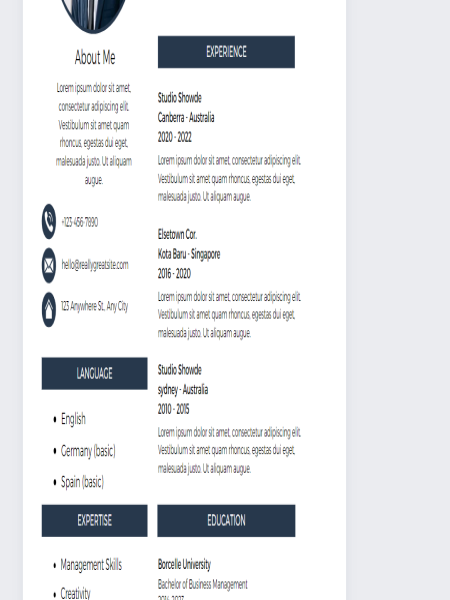 About Me
Lorem ipsum dolor sit amet,
consectetur adipiscing elit.
Vestibulum sit amet quam
rhoncus, egestas dui eget,
malesuada justo. Ut aliquam
augue.
+123-456-7890
hello@reallygreatsite.com
123 Anywhere St., Any City
LANGUAGE
English
Germany (basic)
Spain (basic)
EXPERTISE
Management Skills
Creativity
EXPERIENCE
Studio Showde
Canberra - Australia
2020 - 2022
Lorem ipsum dolor sit amet, consectetur adipiscing elit.
Vestibulum sit amet quam rhoncus, egestas dui eget,
malesuada justo. Ut aliquam augue.
Elsetown Cor.
Kota Baru - Singapore
2016 - 2020
Lorem ipsum dolor sit amet, consectetur adipiscing elit.
Vestibulum sit amet quam rhoncus, egestas dui eget,
malesuada justo. Ut aliquam augue.
Studio Showde
sydney - Australia
2010 - 2015
Lorem ipsum dolor sit amet, consectetur adipiscing elit.
Vestibulum sit amet quam rhoncus, egestas dui eget,
malesuada justo. Ut aliquam augue.
EDUCATION
Borcelle University
Bachelor of Business Management